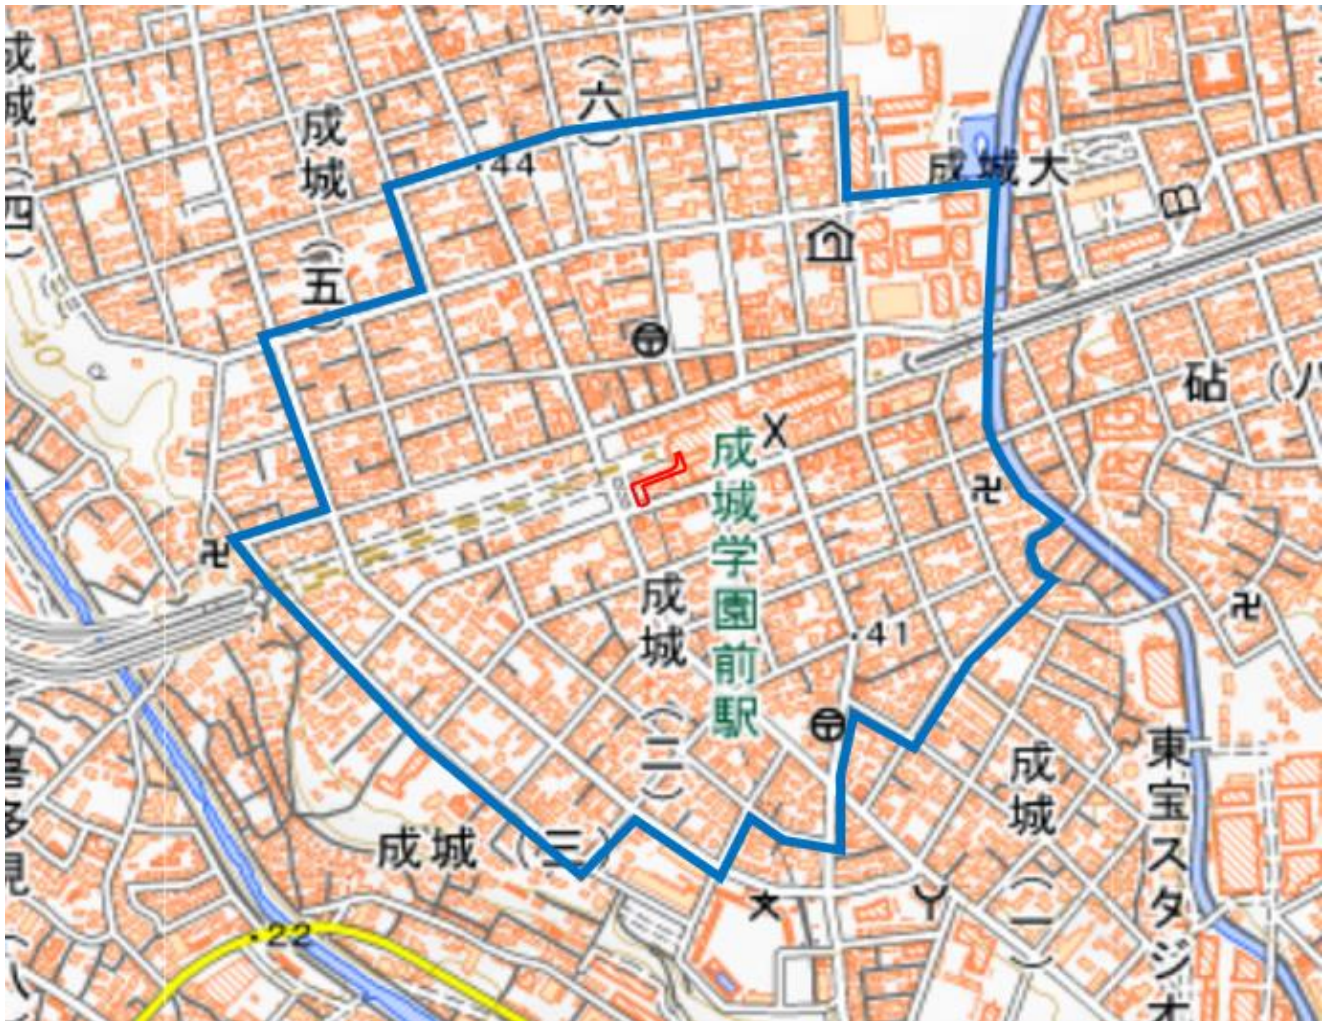 成城(四)
成城(五)
(六)
44
成城大
40
砧(八
成城学園前駅
成城(二)
41
成城(三)
成城(一)
東宝スタジオ
喜多見(八
22